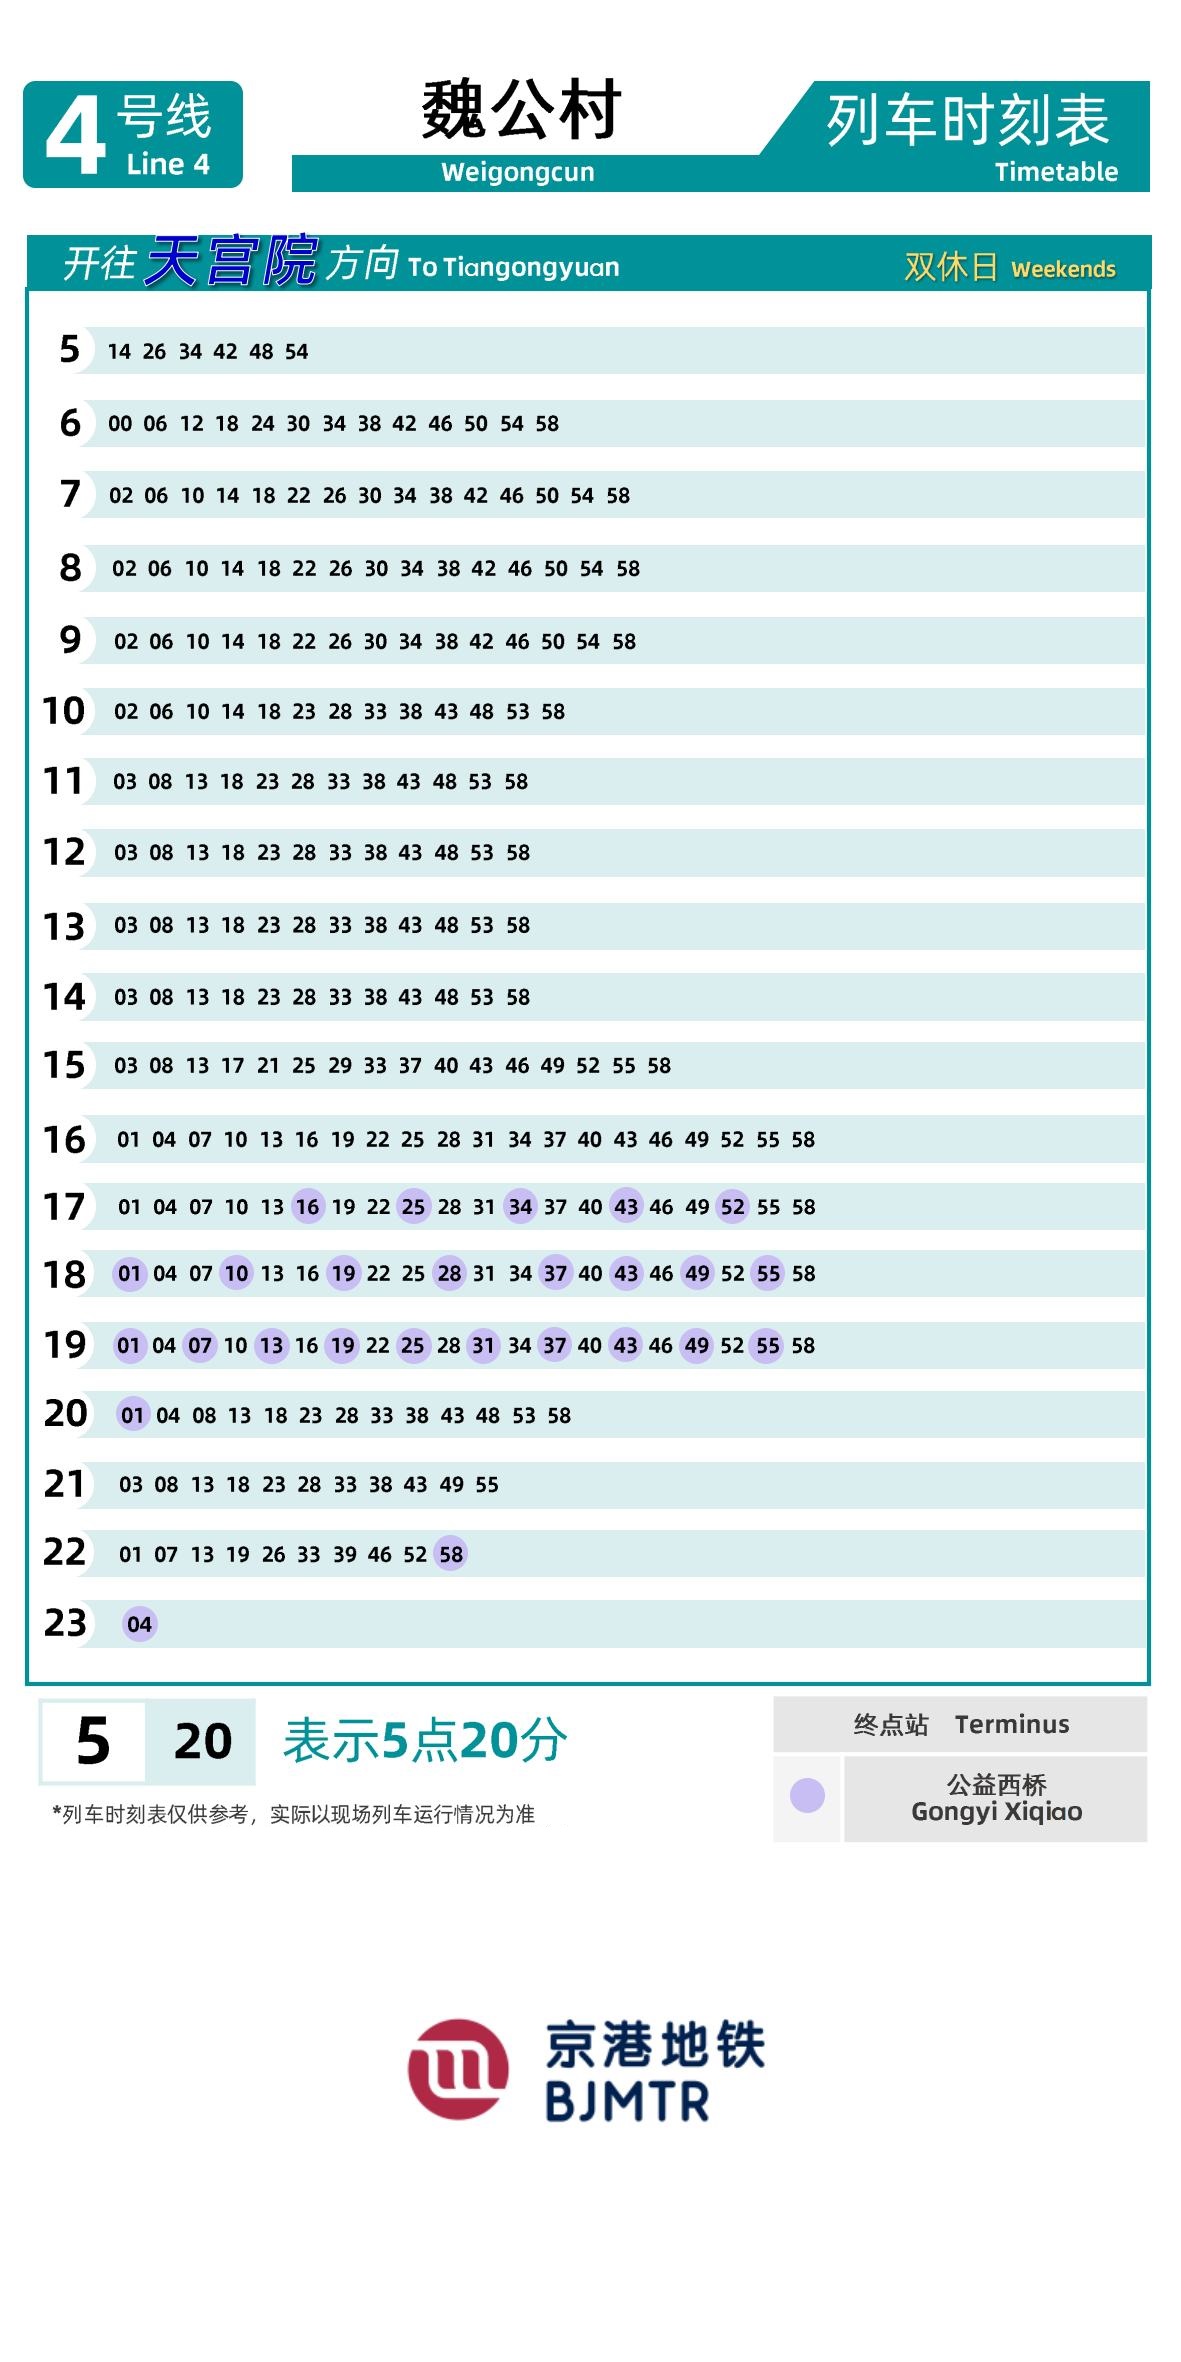 4号线
Line 4
魏公村
Weigongcun
列车时刻表
Timetable
开往 天宫院 方向 To Tiangongyuan 双休日 Weekends
5 14 26 34 42 48 54
6 00 06 12 18 24 30 34 38 42 46 50 54 58
7 02 06 10 14 18 22 26 30 34 38 42 46 50 54 58
8 02 06 10 14 18 22 26 30 34 38 42 46 50 54 58
9 02 06 10 14 18 22 26 30 34 38 42 46 50 54 58
10 02 06 10 14 18 23 28 33 38 43 48 53 58
11 03 08 13 18 23 28 33 38 43 48 53 58
12 03 08 13 18 23 28 33 38 43 48 53 58
13 03 08 13 18 23 28 33 38 43 48 53 58
14 03 08 13 18 23 28 33 38 43 48 53 58
15 03 08 13 17 21 25 29 33 37 40 43 46 49 52 55 58
16 01 04 07 10 13 16 19 22 25 28 31 34 37 40 43 46 49 52 55 58
17 01 04 07 10 13 16 19 22 25 28 31 34 37 40 43 46 49 52 55 58
18 01 04 07 10 13 16 19 22 25 28 31 34 37 40 43 46 49 52 55 58
19 01 04 07 10 13 16 19 22 25 28 31 34 37 40 43 46 49 52 55 58
20 01 04 08 13 18 23 28 33 38 43 48 53 58
21 03 08 13 18 23 28 33 38 43 49 55
22 01 07 13 19 26 33 39 46 52 58
23 04
5 20 表示5点20分
*列车时刻表仅供参考，实际以现场列车运行情况为准
终点站 Terminus
公益西桥
Gongyi Xiqiao
京港地铁
BJMTR